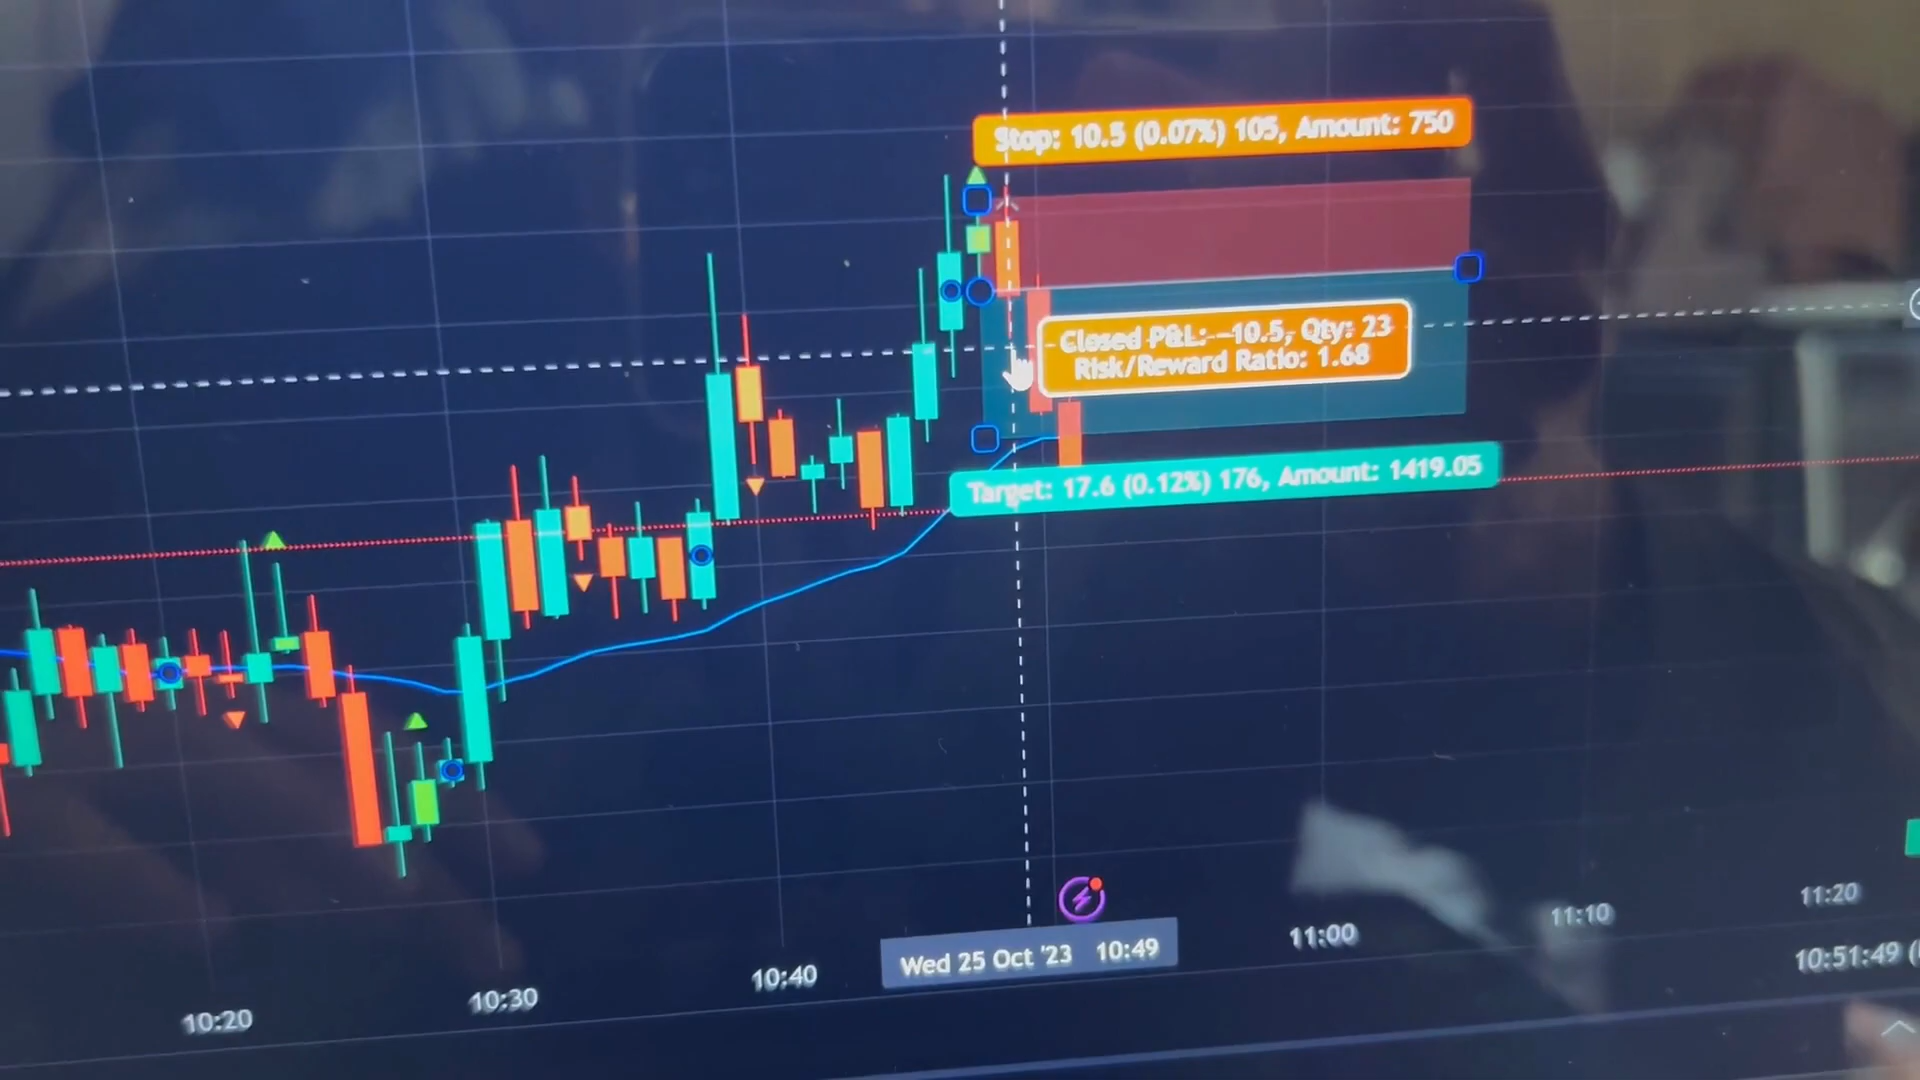 Stop: 10.5 (0.07%) 105, Amount: 750
Closed P&L: -10.5, Qty: 23
Risk/Reward Ratio: 1.68
Target: 17.6 (0.12%) 176, Amount: 1419.05
10:20
10:30
10:40
Wed 25 Oct '23 10:49
11:00
11:10
11:20
10:51:49 (